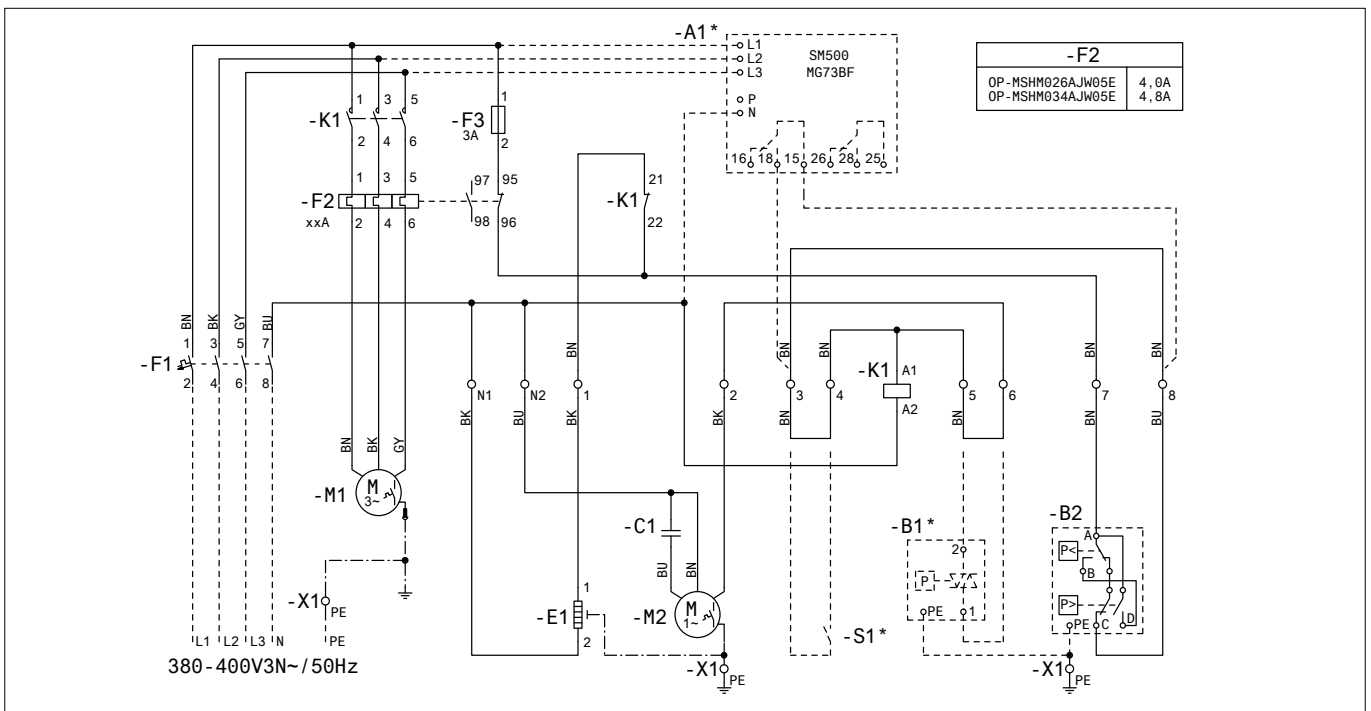 -A1*
L1
L2
L3
P
N
SM500
MG73BF
16 18 15 26 28 25
-F2
OP-MSHM026AJW05E 4,0A
OP-MSHM034AJW05E 4,8A
-K1
1 3 5
2 4 6
-F3
3A
1
2
-F2
xxA
1 3 5
2 4 6
97 95
98 96
-K1
21
22
BN BK GY BU
-F1
1 3 5 7
2 4 6 8
BN BN BN BN BN BN
N1 N2 1 2 3 4 5 6 7 8
-K1 A1
A2
BK BU BK BK BN BN BN BU
BN BK GY
-M1
M
3~
-X1
PE
L1 L2 L3 N PE
380-400V3N~/50Hz
-E1
1
2
-C1
BU BN
-M2
M
1~
-X1
PE
-S1*
-B1*
2
P
PE 1
-B2
A
P<
B
P>
PE C D
-X1
PE